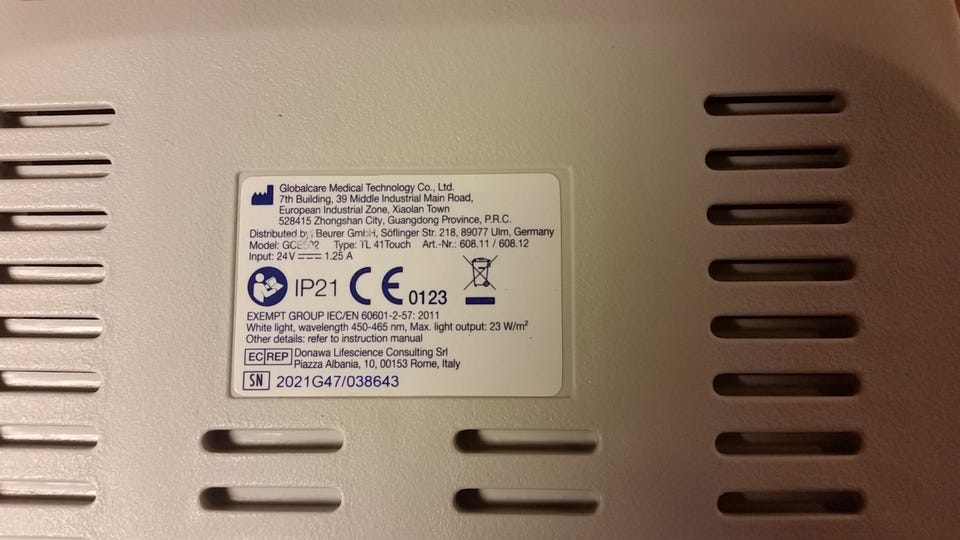 Globalcare Medical Technology Co., Ltd.
7th Building, 39 Middle Industrial Main Road,
European Industrial Zone, Xiaolan Town
528415 Zhongshan City, Guangdong Province, P.R.C.
Distributed by Beurer GmbH, Söflinger Str. 218, 89077 Ulm, Germany
Model: Type: TL 41Touch Art.-Nr.: 608.11 / 608.12
Input: 24V 1.25 A
IP21 CE 0123
EXEMPT GROUP IEC/EN 60601-2-57: 2011
White light, wavelength 450-465 nm, Max. light output: 23 W/m²
Other details: refer to instruction manual
EC REP Donawa Lifescience Consulting Srl
Piazza Albania, 10, 00153 Rome, Italy
SN 2021G47/038643